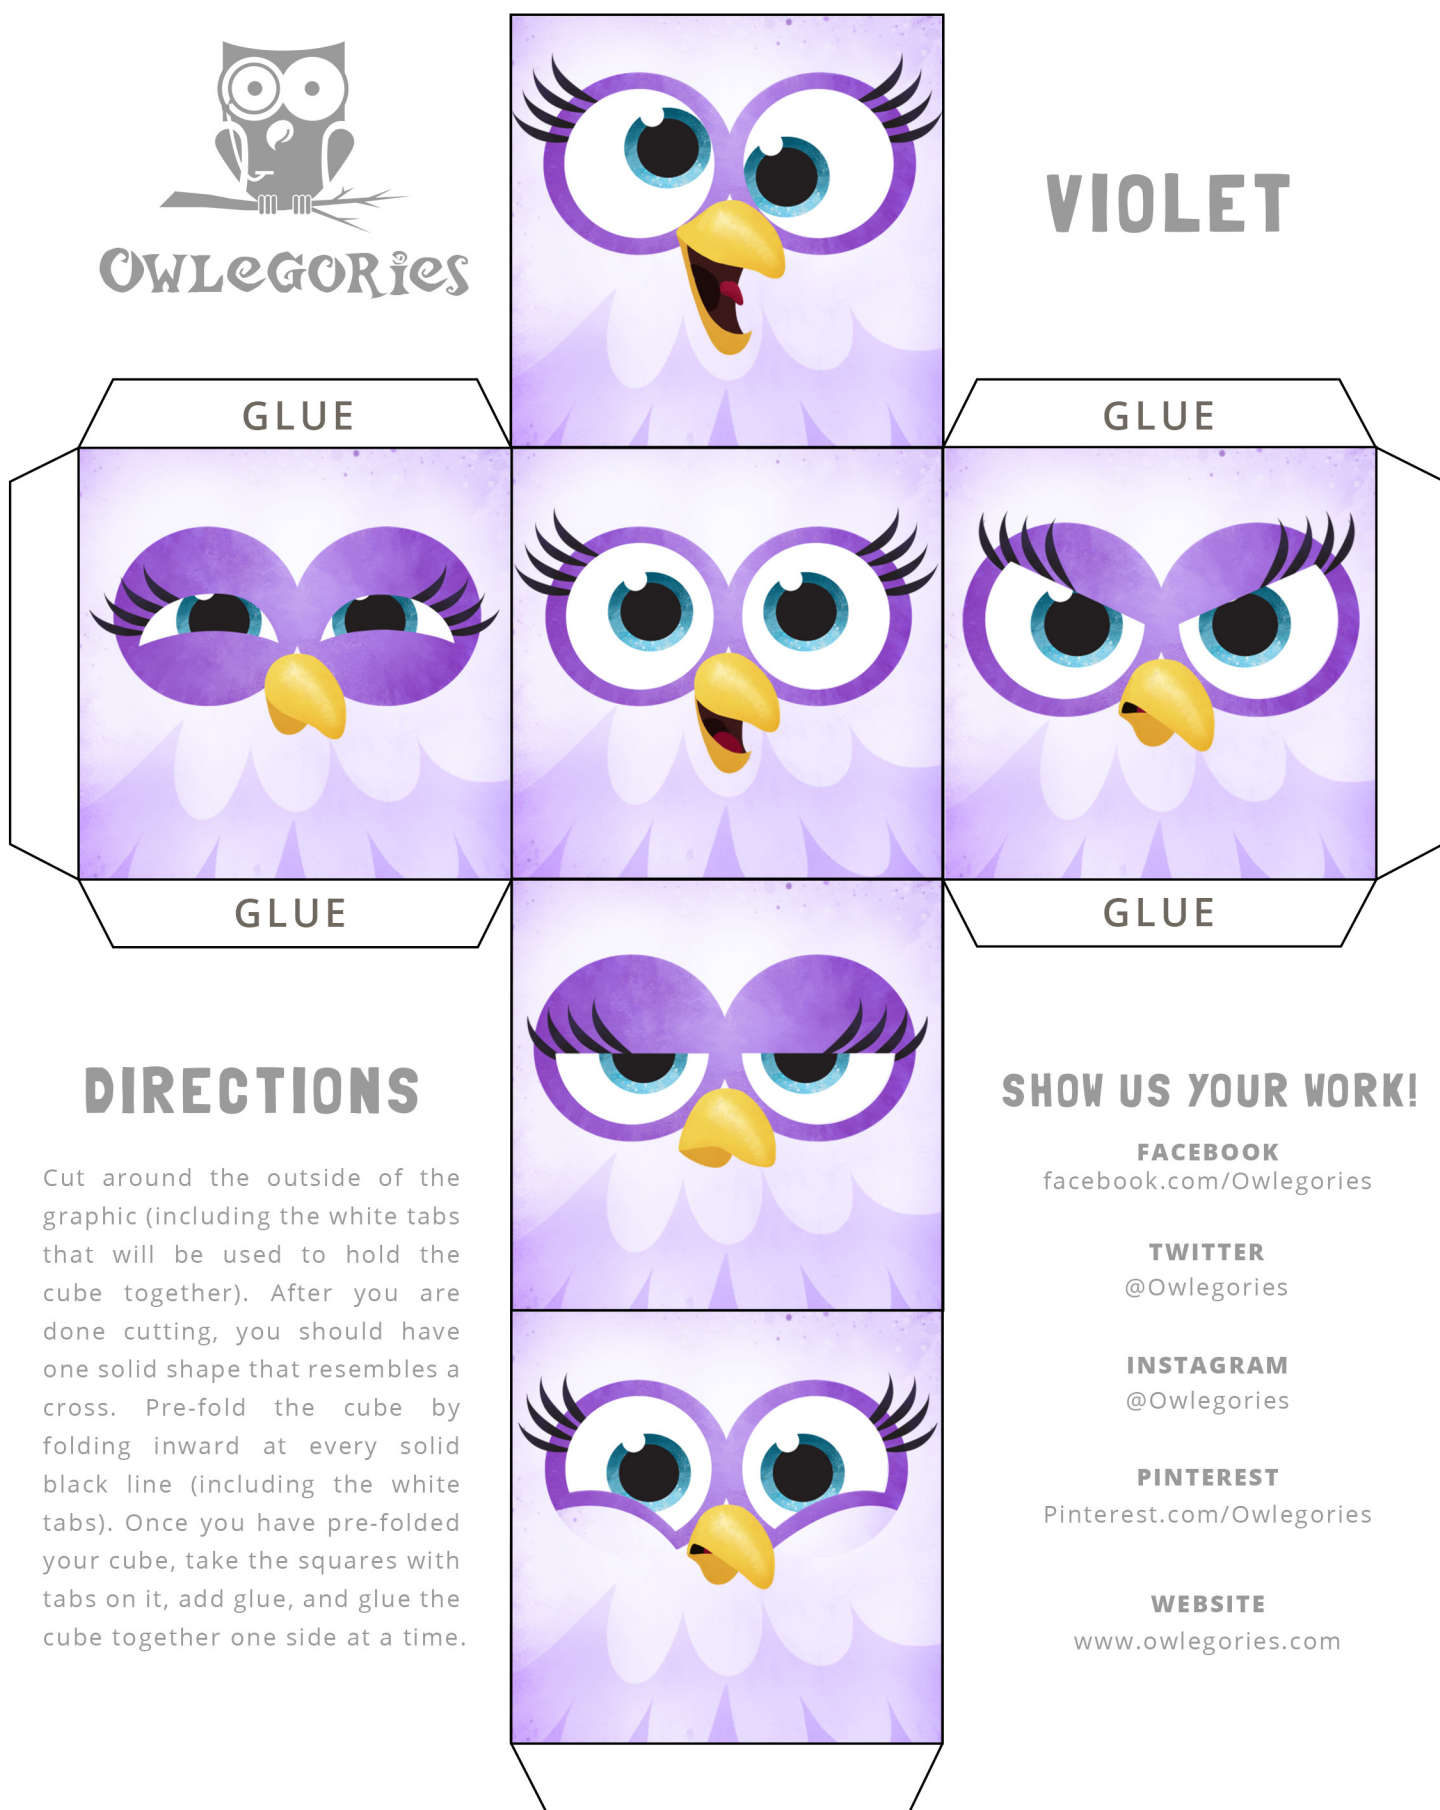 OWLeGORies
VIOLET
GLUE
GLUE
GLUE
GLUE
DIRECTIONS
Cut around the outside of the
graphic (including the white tabs
that will be used to hold the
cube together). After you are
done cutting, you should have
one solid shape that resembles a
cross. Pre-fold the cube by
folding inward at every solid
black line (including the white
tabs). Once you have pre-folded
your cube, take the squares with
tabs on it, add glue, and glue the
cube together one side at a time.
SHOW US YOUR WORK!
FACEBOOK
facebook.com/Owlegories
TWITTER
@Owlegories
INSTAGRAM
@Owlegories
PINTEREST
Pinterest.com/Owlegories
WEBSITE
www.owlegories.com